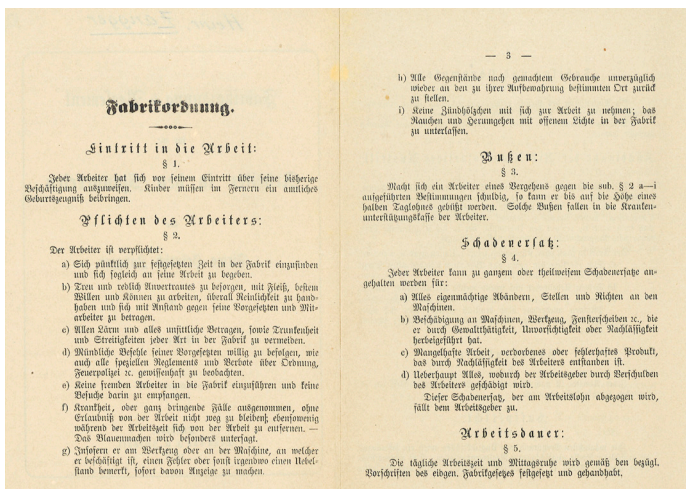 Fabrikordnung.
Eintritt in die Arbeit:
§ 1.
Jeder Arbeiter hat sich vor seinem Eintritt über seine bisherige
Beschäftigung auszuweisen. Kinder müssen im Fernern ein amtliches
Geburtszeugniß beibringen.
Pflichten des Arbeiters:
§ 2.
Der Arbeiter ist verpflichtet:
a) Sich pünktlich zur festgesetzten Zeit in der Fabrik einzufinden
und sich sogleich an seine Arbeit zu begeben.
b) Treu und redlich Anvertrautes zu besorgen, mit Fleiß, bestem
Willen und Können zu arbeiten, überall Reinlichkeit zu hand-
haben und sich mit Anstand gegen seine Vorgesetzten und Mit-
arbeiter zu betragen.
c) Allen Lärm und alles unsittliche Betragen, sowie Trunkenheit
und Streitigkeiten jeder Art in der Fabrik zu vermeiden.
d) Mündliche Befehle seiner Vorgesetzten willig zu befolgen, wie
auch alle speziellen Reglements und Verbote über Ordnung,
Feuerpolizei ꝛc. gewissenhaft zu beobachten.
e) Keine fremden Arbeiter in die Fabrik einzuführen und keine
Besuche darin zu empfangen.
f) Krankheit, oder ganz dringende Fälle ausgenommen, ohne
Erlaubniß von der Arbeit nicht weg zu bleiben; ebensowenig
während der Arbeitszeit sich von der Arbeit zu entfernen. —
Das Blauenmachen wird besonders untersagt.
g) Insofern er am Werkzeug oder an der Maschine, an welcher
er beschäftigt ist, einen Fehler oder sonst irgendwo einen Uebel-
stand bemerkt, sofort davon Anzeige zu machen.
— 3 —
h) Alle Gegenstände nach gemachtem Gebrauche unverzüglich
wieder an den zu ihrer Aufbewahrung bestimmten Ort zurück
zu stellen.
i) Keine Zündhölzchen mit sich zur Arbeit zu nehmen; das
Rauchen und Herumgehen mit offenem Lichte in der Fabrik
zu unterlassen.
Bußen:
§ 3.
Macht sich ein Arbeiter eines Vergehens gegen die sub. § 2 a—i
aufgeführten Bestimmungen schuldig, so kann er bis auf die Höhe eines
halben Taglohnes gebüßt werden. Solche Bußen fallen in die Kranken-
unterstützungskasse der Arbeiter.
Schadenersatz:
§ 4.
Jeder Arbeiter kann zu ganzem oder theilweisem Schadenersatze an-
gehalten werden für:
a) Alles eigenmächtige Abändern, Stellen und Richten an den
Maschinen.
b) Beschädigung an Maschinen, Werkzeug, Fensterscheiben ꝛc., die
er durch Gewaltthätigkeit, Unvorsichtigkeit oder Nachlässigkeit
herbeigeführt hat.
c) Mangelhafte Arbeit, verdorbenes oder fehlerhaftes Produkt,
das durch Nachlässigkeit des Arbeiters entstanden ist.
d) Ueberhaupt Alles, wodurch der Arbeitgeber durch Verschulden
des Arbeiters geschädigt wird.
Dieser Schadenersatz, der am Arbeitslohn abgezogen wird,
fällt dem Arbeitgeber zu.
Arbeitsdauer:
§ 5.
Die tägliche Arbeitszeit und Mittagsruhe wird gemäß den bezügl.
Vorschriften des eidgen. Fabrikgesetzes festgesetzt und gehandhabt.